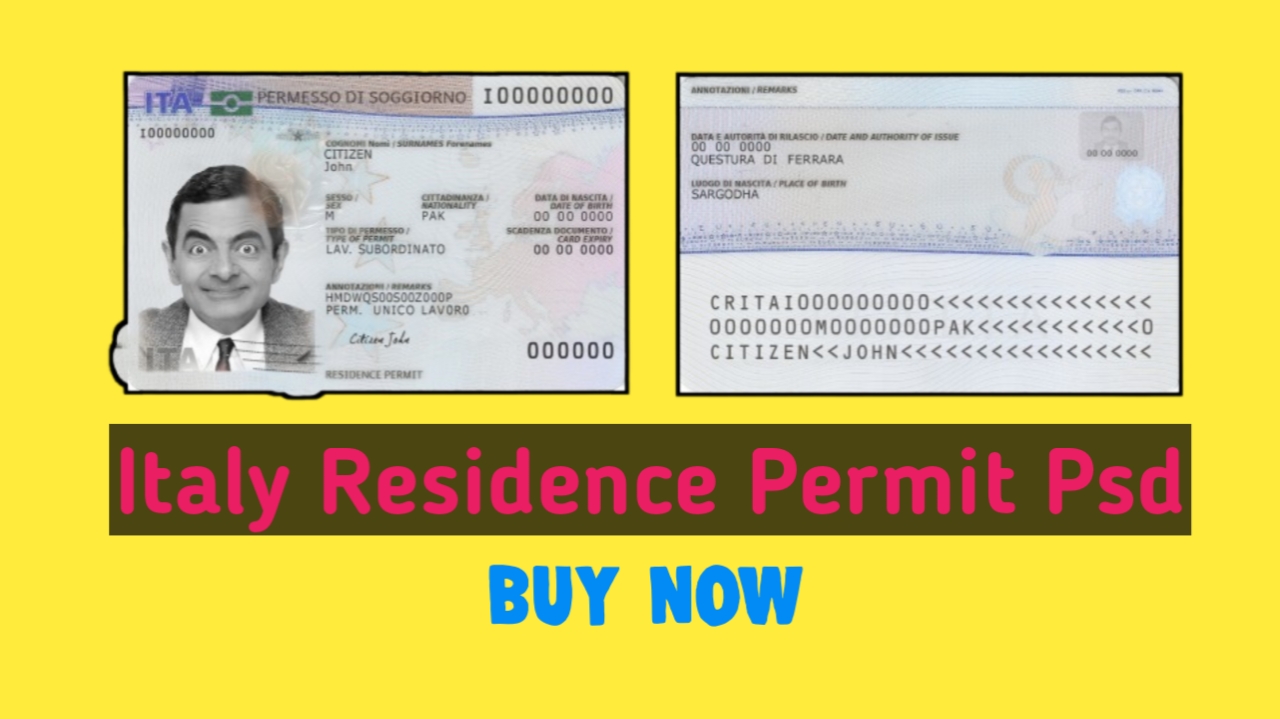 ITA PERMESSO DI SOGGIORNO I00000000
I00000000
COGNOMI Nomi / SURNAMES Forenames
CITIZEN
John
SESSO / SEX
M
CITTADINANZA / NATIONALITY
PAK
DATA DI NASCITA / DATE OF BIRTH
00 00 0000
TIPO DI PERMESSO / TYPE OF PERMIT
LAV. SUBORDINATO
SCADENZA DOCUMENTO / CARD EXPIRY
00 00 0000
ANNOTAZIONI / REMARKS
HMDWQS00S00Z000P
PERM. UNICO LAVORO
Citizen John
000000
ITA
RESIDENCE PERMIT
ANNOTAZIONI / REMARKS
DATA E AUTORITÀ DI RILASCIO / DATE AND AUTHORITY OF ISSUE
00 00 0000
QUESTURA DI FERRARA
00 00 0000
LUOGO DI NASCITA / PLACE OF BIRTH
SARGODHA
CRITAI000000000<<<<<<<<<<<<<<<
0000000M0000000PAK<<<<<<<<<<<0
CITIZEN<<JOHN<<<<<<<<<<<<<<<<<
Italy Residence Permit Psd
BUY NOW